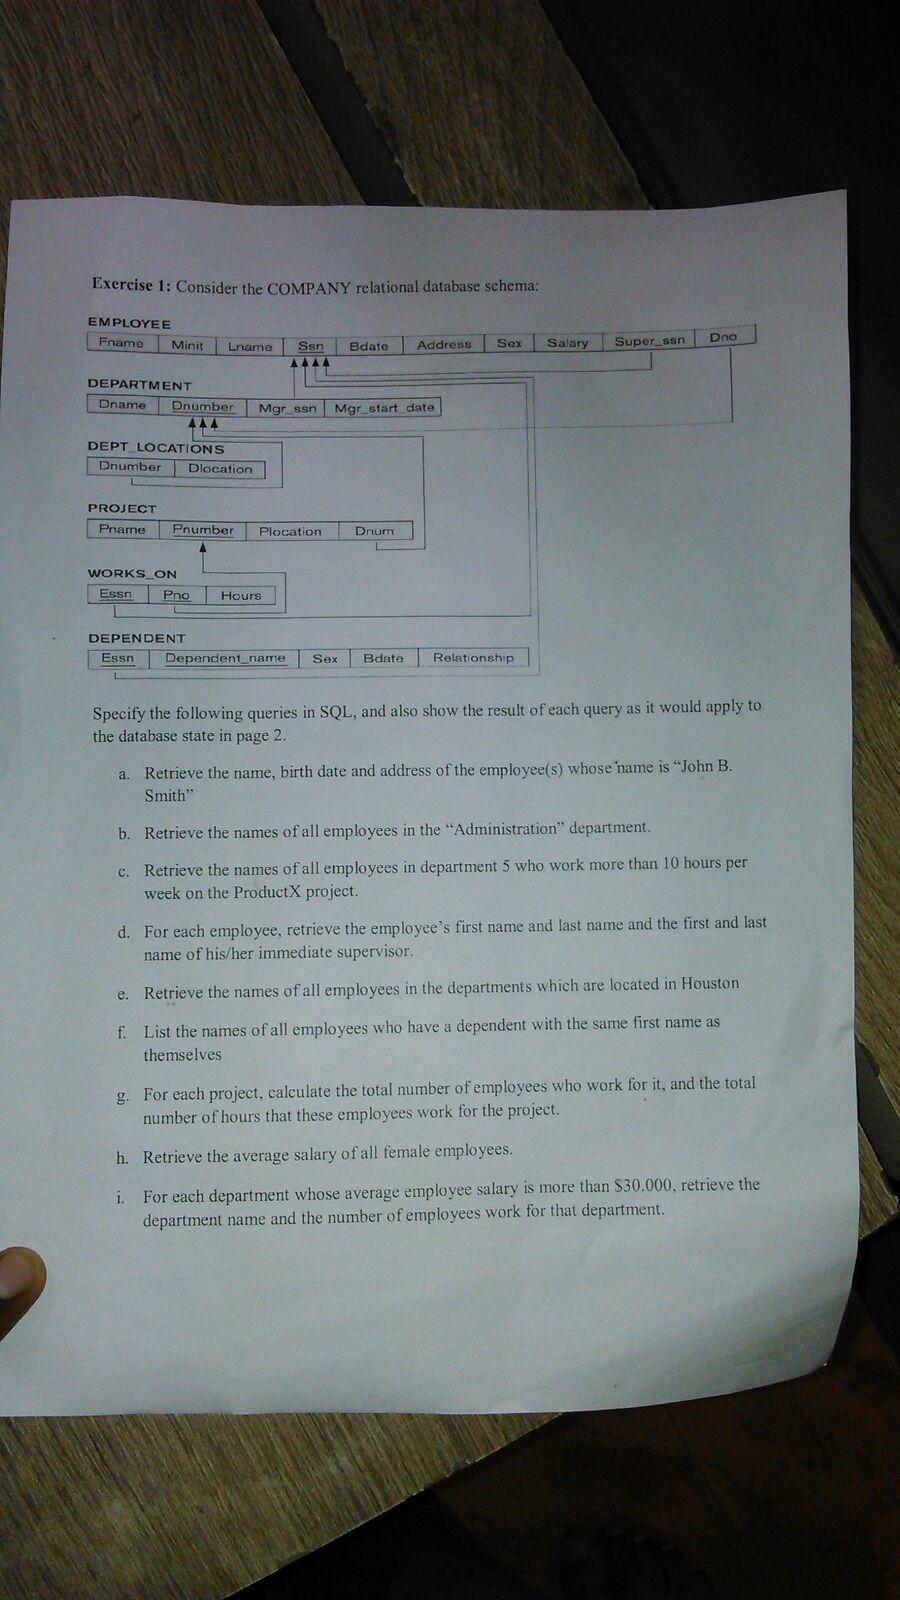 Exercise 1: Consider the COMPANY relational database schema:
EMPLOYEE
Fname Minit Lname Ssn Bdate Address Sex Salary Super_ssn Dno
DEPARTMENT
Dname Dnumber Mgr_ssn Mgr_start_date
DEPT_LOCATIONS
Dnumber Dlocation
PROJECT
Pname Pnumber Plocation Dnum
WORKS_ON
Essn Pno Hours
DEPENDENT
Essn Dependent_name Sex Bdate Relationship
Specify the following queries in SQL, and also show the result of each query as it would apply to
the database state in page 2.
a. Retrieve the name, birth date and address of the employee(s) whose name is “John B.
Smith”
b. Retrieve the names of all employees in the “Administration” department.
c. Retrieve the names of all employees in department 5 who work more than 10 hours per
week on the ProductX project.
d. For each employee, retrieve the employee’s first name and last name and the first and last
name of his/her immediate supervisor.
e. Retrieve the names of all employees in the departments which are located in Houston
f. List the names of all employees who have a dependent with the same first name as
themselves
g. For each project, calculate the total number of employees who work for it, and the total
number of hours that these employees work for the project.
h. Retrieve the average salary of all female employees.
i. For each department whose average employee salary is more than $30.000, retrieve the
department name and the number of employees work for that department.